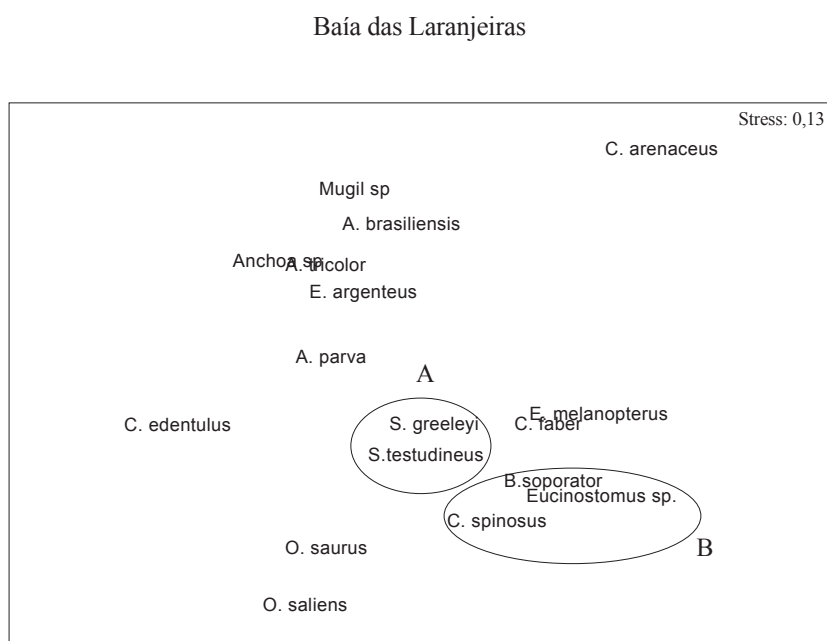 Baía das Laranjeiras
Stress: 0,13
C. arenaceus
Mugil sp
A. brasiliensis
Anchoa sp
A. tricolor
E. argenteus
A. parva
A
E. melanopterus
C. edentulus
S. greeleyi
C. faber
S.testudineus
B.soporator
Eucinostomus sp.
C. spinosus
O. saurus
B
O. saliens